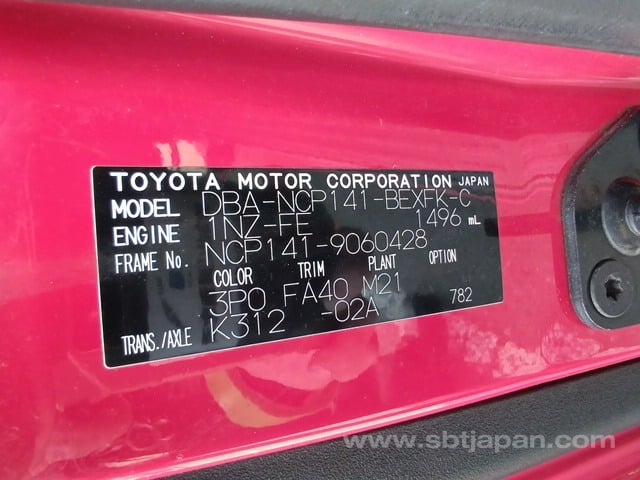 TOYOTA MOTOR CORPORATION JAPAN
MODEL DBA-NCP141-BEXFK-C
ENGINE 1NZ-FE 1496 mL
FRAME No. NCP141-9060428
COLOR TRIM PLANT OPTION
3P0 FA40 M21
TRANS./AXLE K312 -02A 782
www.sbtjapan.com